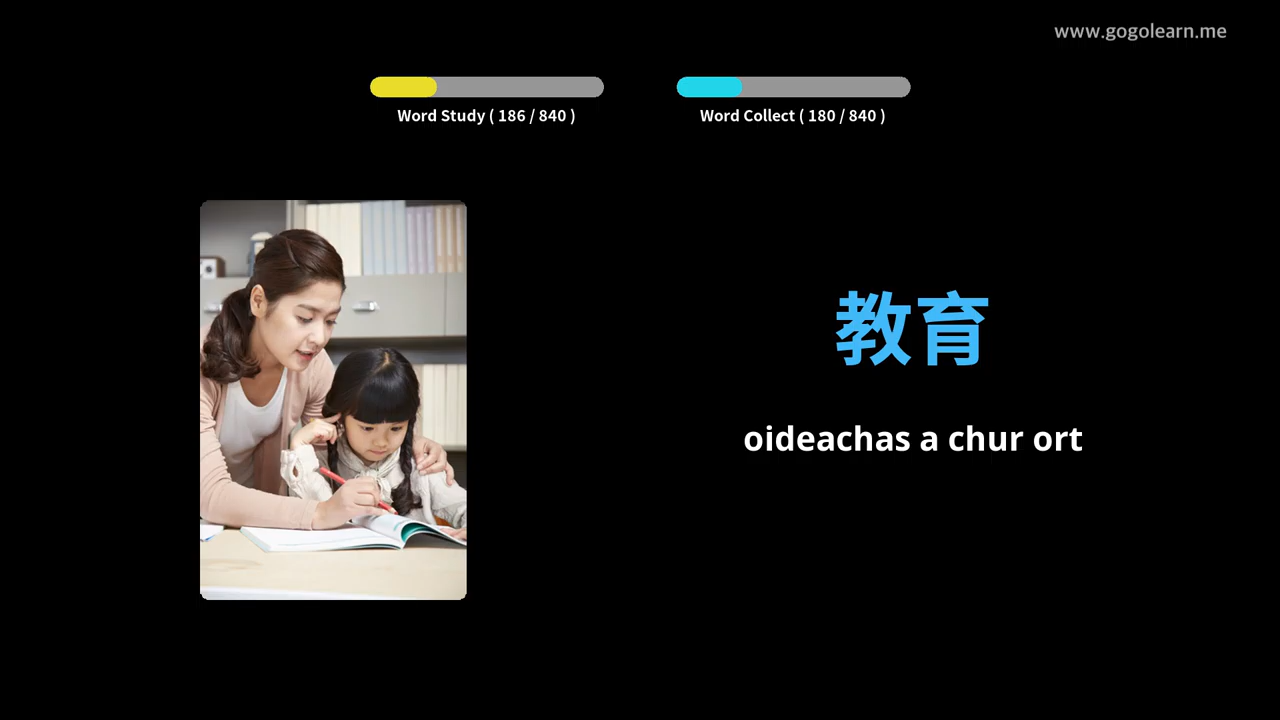 www.gogolearn.me
Word Study ( 186 / 840 )
Word Collect ( 180 / 840 )
教育
oideachas a chur ort